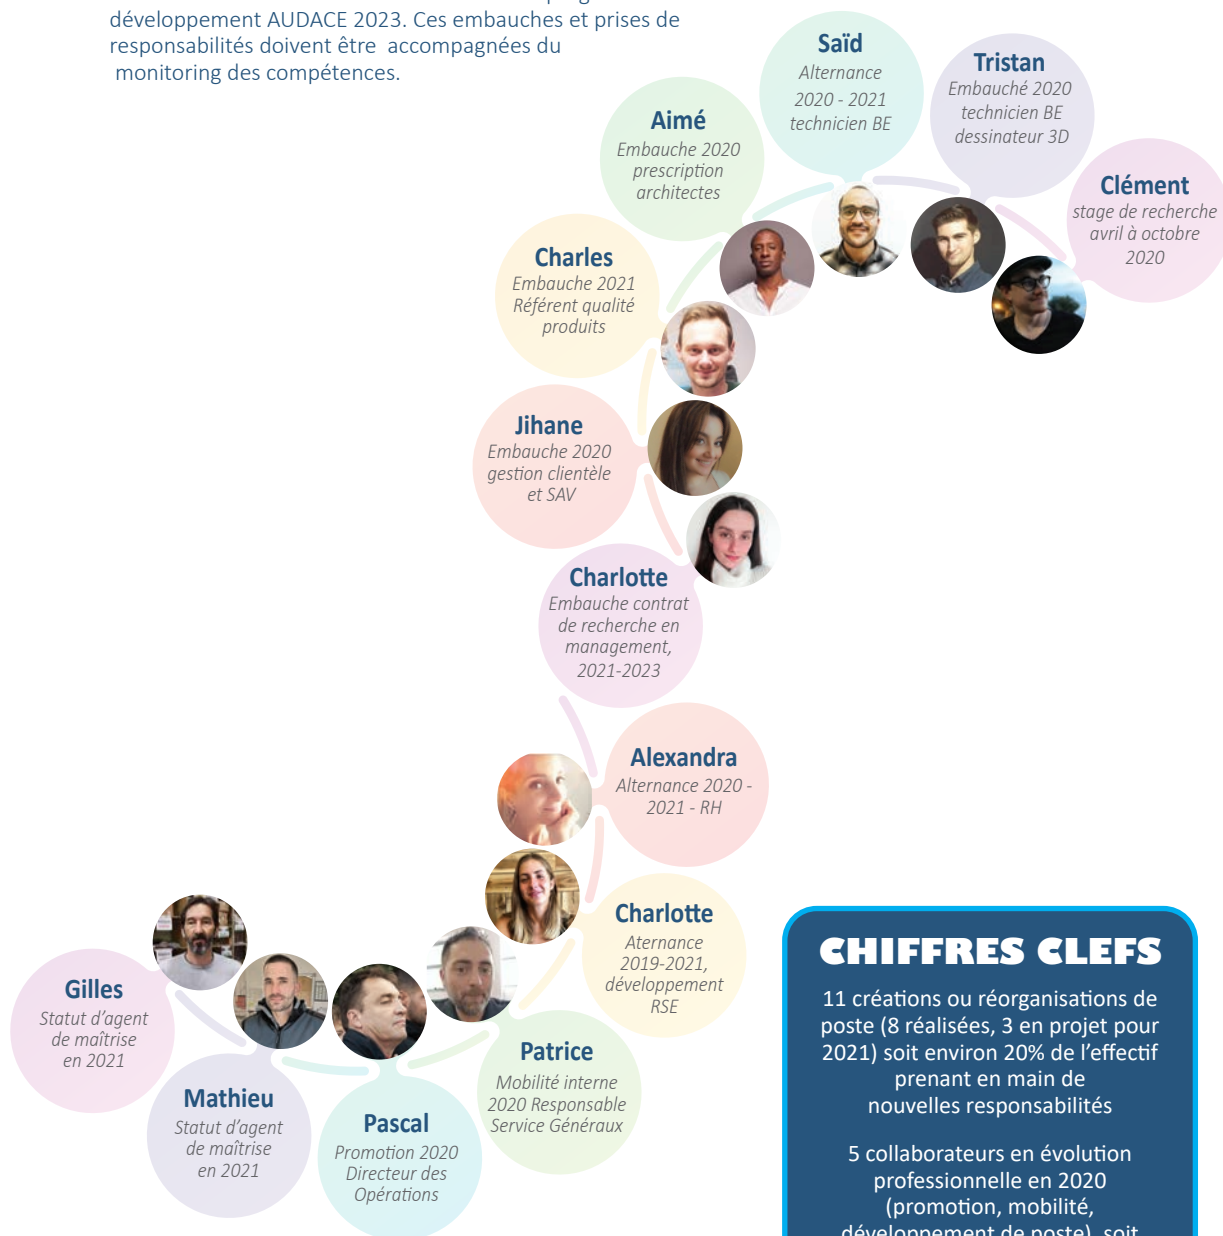 développement AUDACE 2023. Ces embauches et prises de
responsabilités doivent être accompagnées du
monitoring des compétences.
Saïd
Alternance
2020 - 2021
technicien BE
Tristan
Embauché 2020
technicien BE
dessinateur 3D
Aimé
Embauche 2020
prescription
architectes
Clément
stage de recherche
avril à octobre
2020
Charles
Embauche 2021
Référent qualité
produits
Jihane
Embauche 2020
gestion clientèle
et SAV
Charlotte
Embauche contrat
de recherche en
management,
2021-2023
Alexandra
Alternance 2020 -
2021 - RH
Charlotte
Aternance
2019-2021,
développement
RSE
Patrice
Mobilité interne
2020 Responsable
Service Généraux
Pascal
Promotion 2020
Directeur des
Opérations
Mathieu
Statut d'agent
de maîtrise
en 2021
Gilles
Statut d'agent
de maîtrise
en 2021
CHIFFRES CLEFS
11 créations ou réorganisations de
poste (8 réalisées, 3 en projet pour
2021) soit environ 20% de l'effectif
prenant en main de
nouvelles responsabilités
5 collaborateurs en évolution
professionnelle en 2020
(promotion, mobilité,
développement de poste), soit